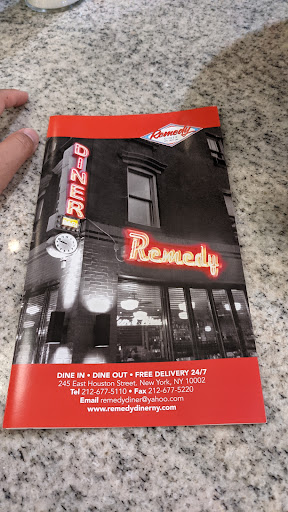 Remedy
DINER
Remedy
DINE IN • DINE OUT • FREE DELIVERY 24/7
245 East Houston Street. New York, NY 10002
Tel 212-677-5110 • Fax 212-677-5220
Email remedydiner@yahoo.com
www.remedydinerny.com